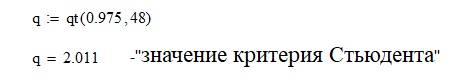 q := qt(0.975 , 48)
q = 2.011 -"значение критерия Стьюдента"